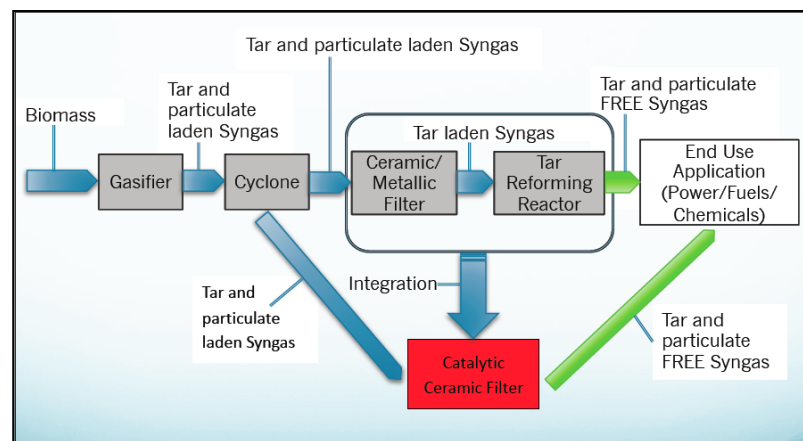 Tar and particulate laden Syngas
Tar and
particulate
laden Syngas
Tar and particulate
FREE Syngas
Biomass
Tar laden Syngas
Gasifier
Cyclone
Ceramic/
Metallic
Filter
Tar
Reforming
Reactor
End Use
Application
(Power/Fuels/
Chemicals)
Integration
Tar and
particulate
laden Syngas
Catalytic
Ceramic Filter
Tar and
particulate
FREE Syngas